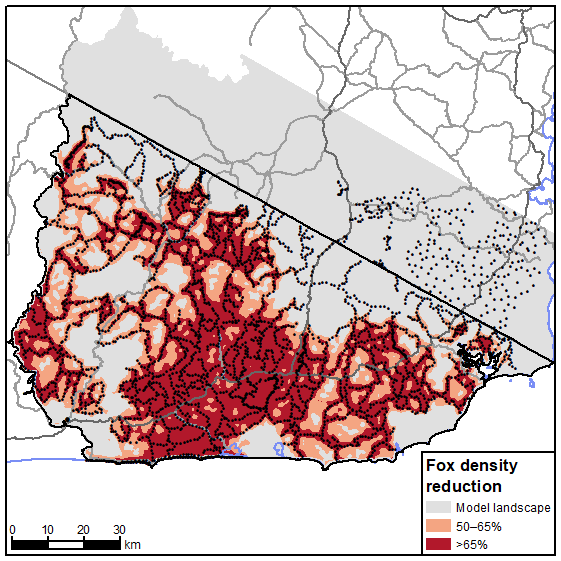 Fox density
reduction
Model landscape
50–65%
>65%
0 10 20 30
km